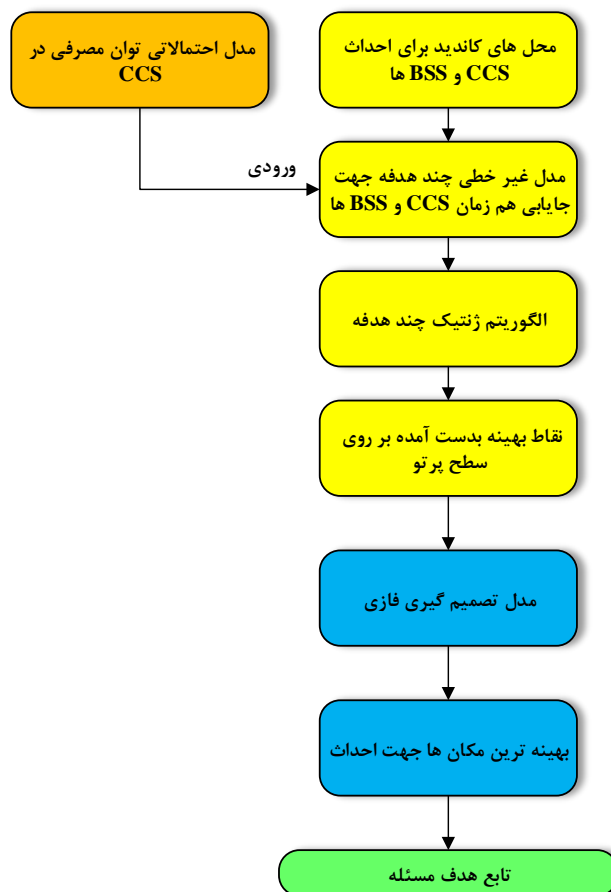 محل های کاندید برای احداث
CCS و BSS ها
مدل احتمالاتی توان مصرفی در
CCS
ورودی
مدل غیر خطی چند هدفه جهت
جایابی هم زمان CCS و BSS ها
الگوریتم ژنتیک چند هدفه
نقاط بهینه بدست آمده بر روی
سطح پرتو
مدل تصمیم گیری فازی
بهینه ترین مکان ها جهت احداث
تابع هدف مسئله